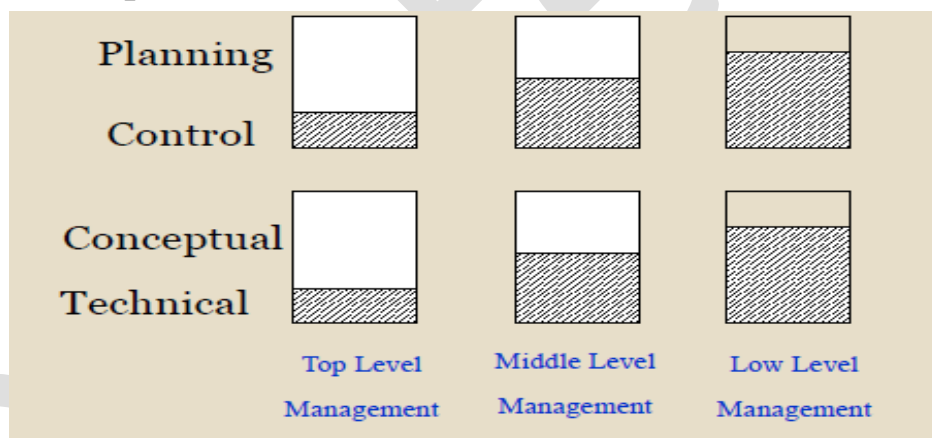 Planning
Control
Conceptual
Technical
Top Level
Management
Middle Level
Management
Low Level
Management